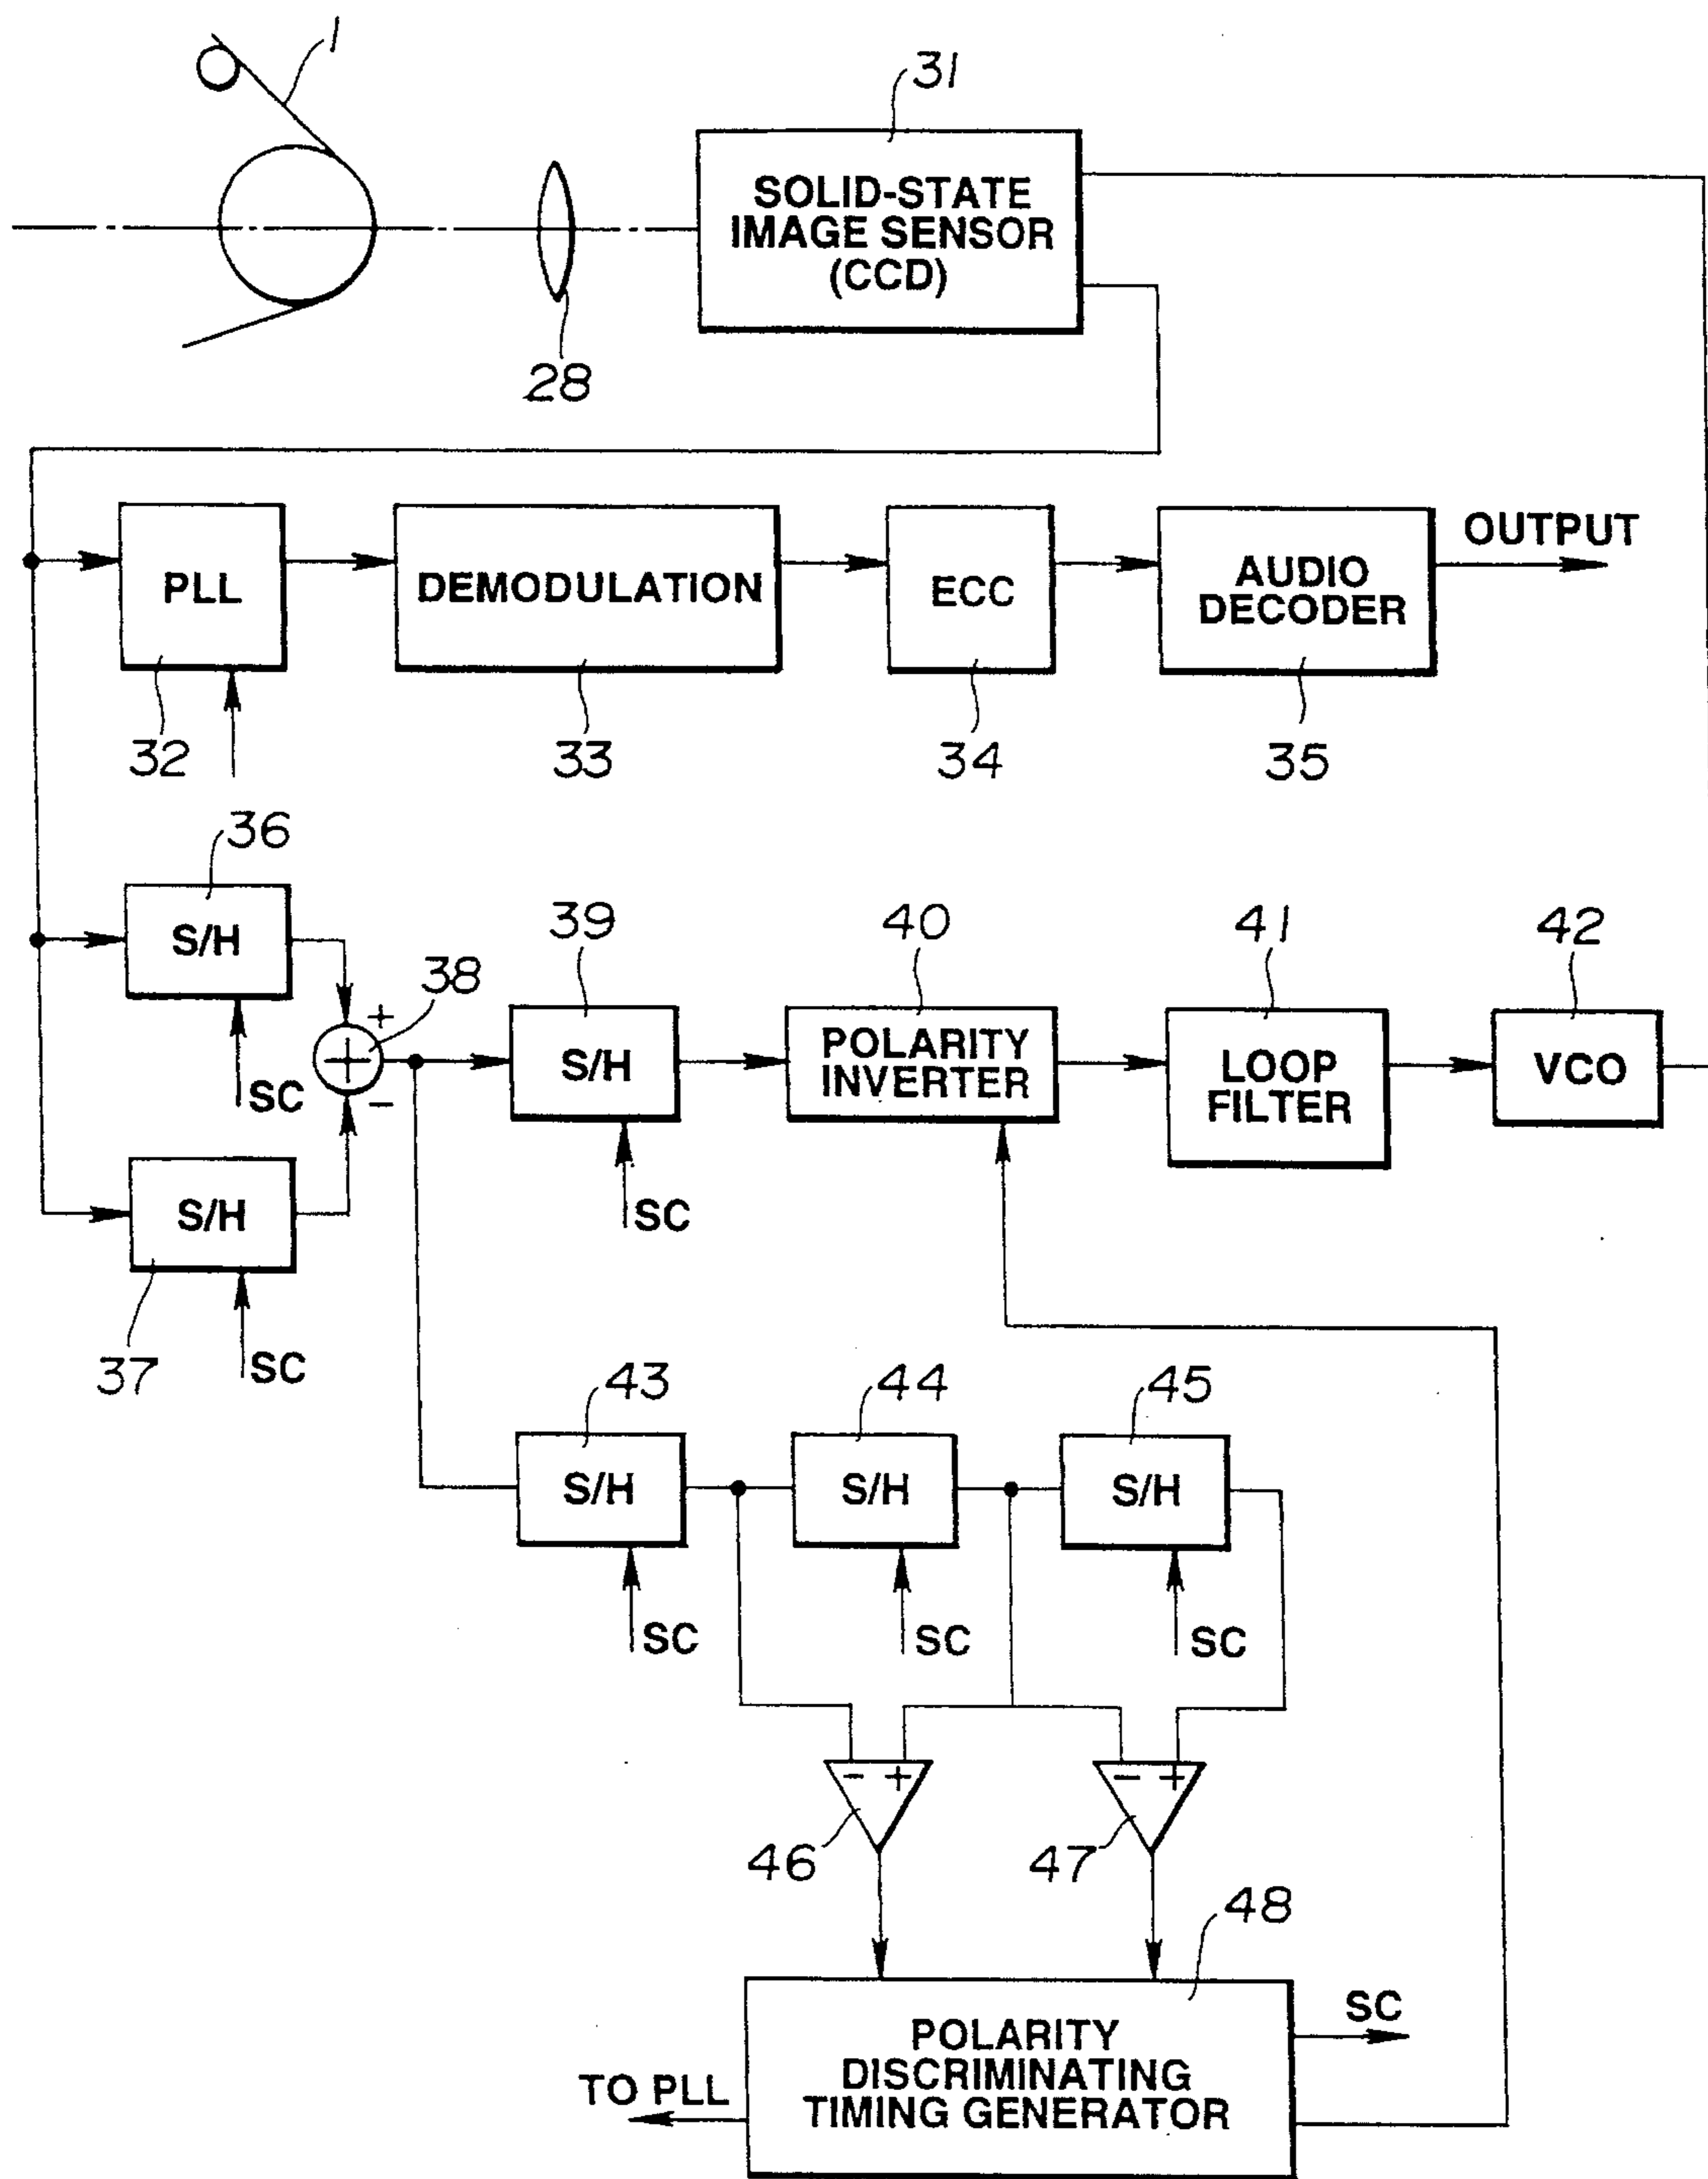 1
31
SOLID-STATE
IMAGE SENSOR
(CCD)
28
PLL
DEMODULATION
ECC
AUDIO
DECODER
OUTPUT
32
33
34
35
36
S/H
SC
+
38
+
-
39
S/H
SC
40
POLARITY
INVERTER
41
LOOP
FILTER
42
VCO
S/H
37
SC
43
S/H
SC
44
S/H
SC
45
S/H
SC
- +
46
- +
47
48
POLARITY
DISCRIMINATING
TIMING GENERATOR
SC
TO PLL